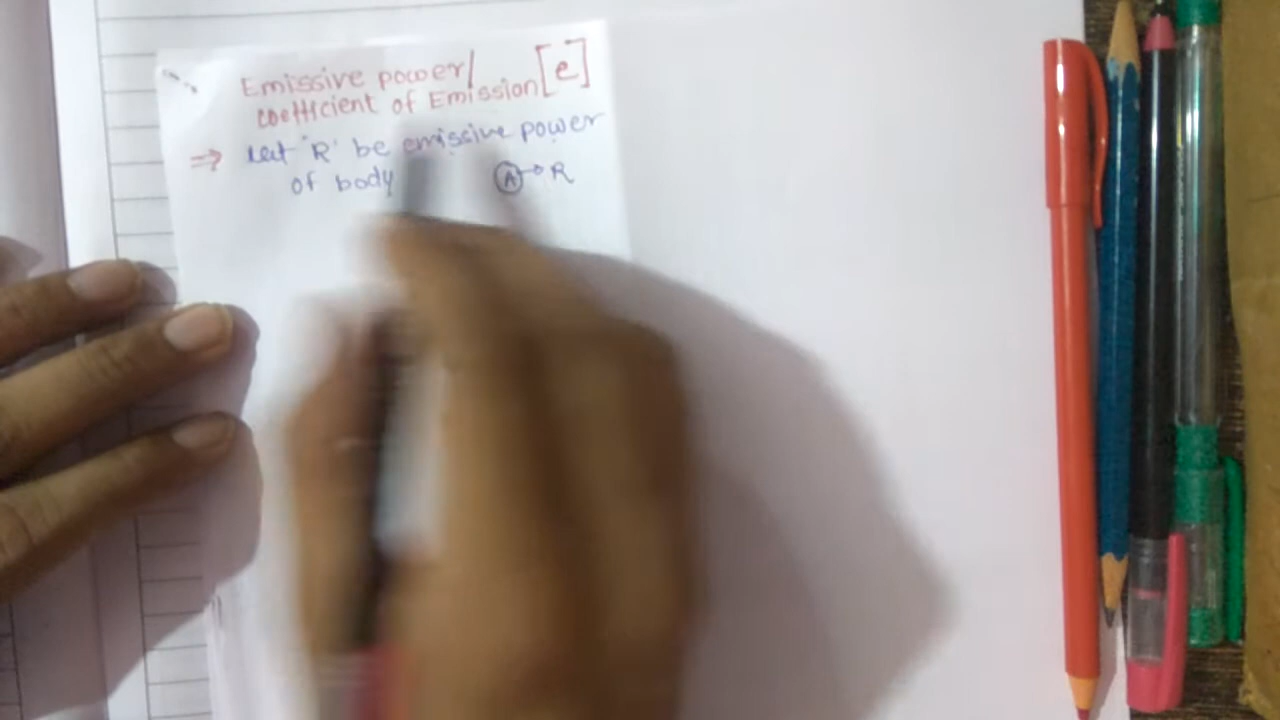 Emissive power/
coefficient of Emission [e]
⇒ Let 'R' be emissive power
of body
A → R